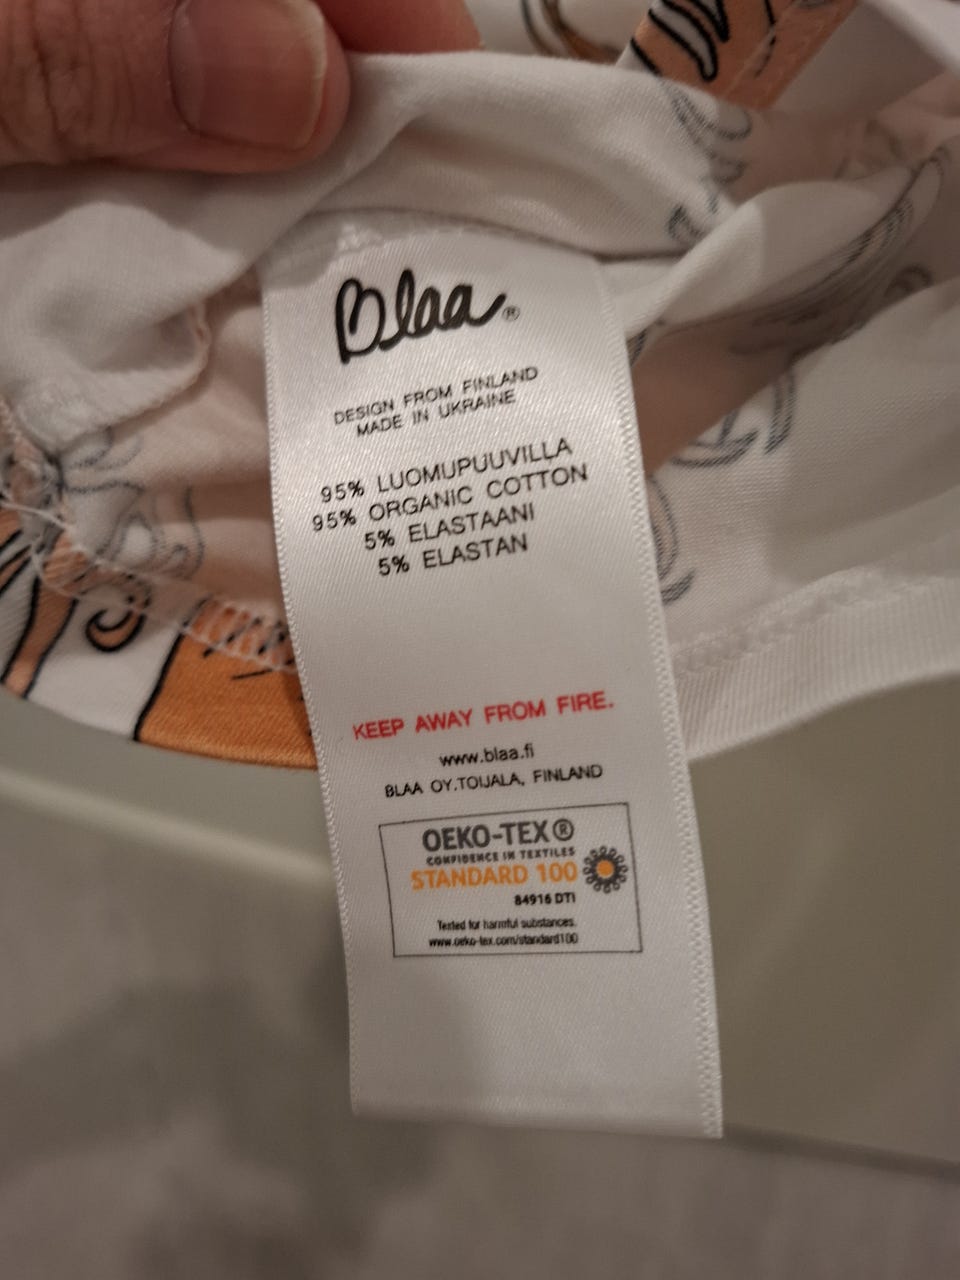 Blaa®
DESIGN FROM FINLAND
MADE IN UKRAINE
95% LUOMUPUUVILLA
95% ORGANIC COTTON
5% ELASTAANI
5% ELASTAN
KEEP AWAY FROM FIRE.
www.blaa.fi
BLAA OY.TOIJALA, FINLAND
OEKO-TEX®
CONFIDENCE IN TEXTILES
STANDARD 100
84916 DTI
Tested for harmful substances.
www.oeko-tex.com/standard100